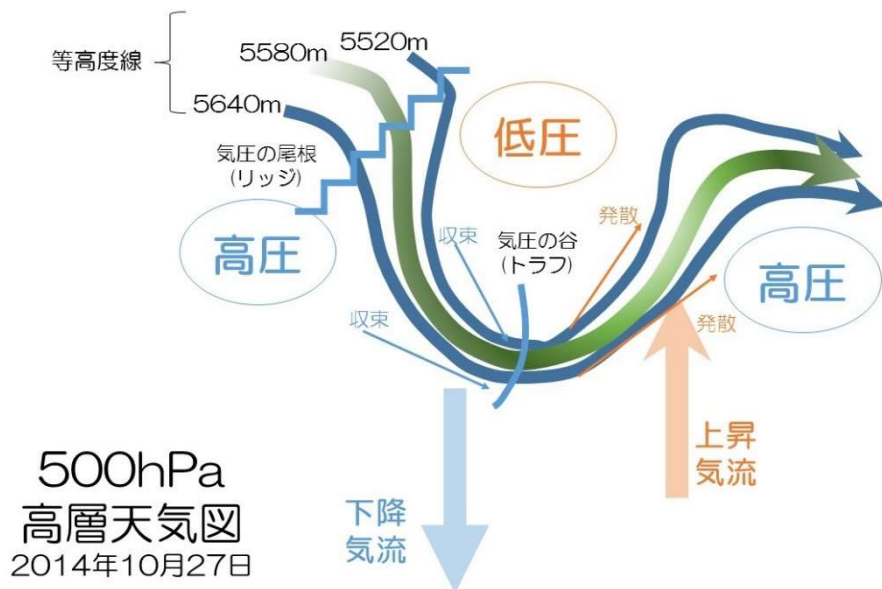 等高度線
5520m
5580m
5640m
気圧の尾根
(リッジ)
低圧
高圧
収束
気圧の谷
(トラフ)
発散
高圧
収束
発散
上昇
気流
下降
気流
500hPa
高層天気図
2014年10月27日